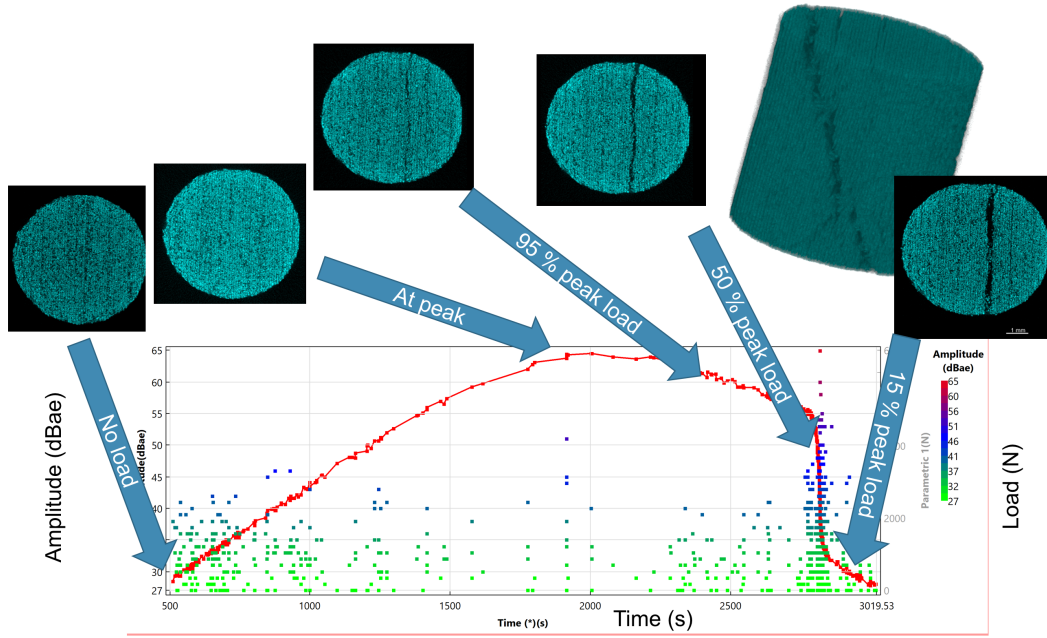 1 mm
No load
At peak
95 % peak load
50 % peak load
15 % peak load
Amplitude (dBae)
65
60
55
50
45
40
30
27
500
1000
1500
2000
2500
3019.53
Time (*)(s)
Time (s)
2000
0
Parametric 1(N)
Amplitude
(dBae)
65
60
56
51
46
41
37
32
27
Load (N)